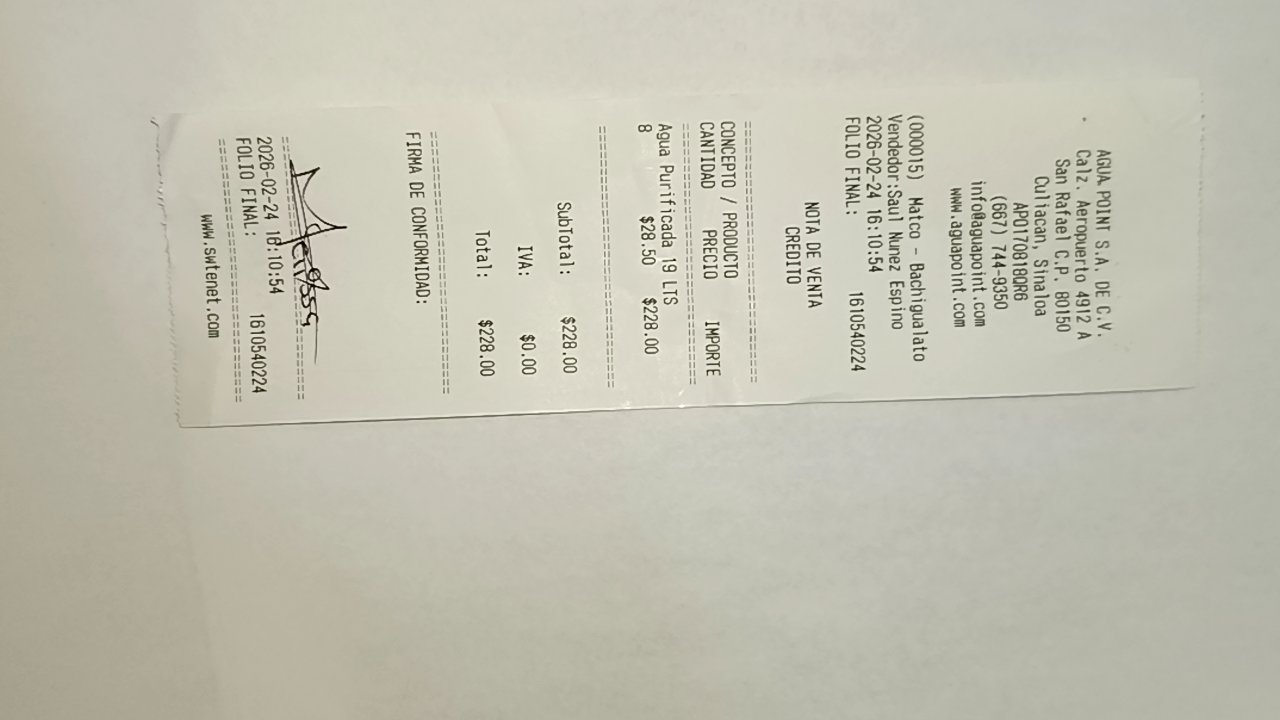 AGUA POINT S.A. DE C.V.
Calz. Aeropuerto 4912 A
San Rafael C.P. 80150
Culiacan, Sinaloa
APO170818QR6
(667) 744-9350
info@aguapoint.com
www.aguapoint.com
(000015) Matco - Bachigualato
Vendedor:Saul Nunez Espino
2026-02-24 16:10:54
FOLIO FINAL: 1610540224
NOTA DE VENTA
CREDITO
CONCEPTO / PRODUCTO
CANTIDAD PRECIO IMPORTE
Agua Purificada 19 LTS
8 $28.50 $228.00
SubTotal: $228.00
IVA: $0.00
Total: $228.00
FIRMA DE CONFORMIDAD:
2026-02-24 16:10:54
FOLIO FINAL: 1610540224
www.swtenet.com